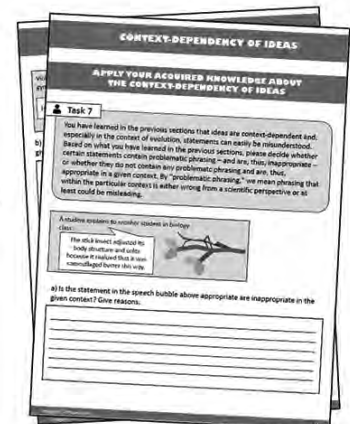 CONTEXT-DEPENDENCY OF IDEAS
APPLY YOUR ACQUIRED KNOWLEDGE ABOUT
THE CONTEXT-DEPENDENCY OF IDEAS
Task 7
You have learned in the previous sections that ideas are context-dependent and,
especially in the context of evolution, statements can easily be misunderstood.
Based on what you have learned in the previous sections, please decide whether
certain statements contain problematic phrasing – and are, thus, inappropriate –
or whether they do not contain any problematic phrasing and are, thus,
appropriate in a given context. By "problematic phrasing," we mean phrasing that
within the particular context is either wrong from a scientific perspective or at
least could be misleading.
A student explains to another student in biology
class:
The stick insect adjusted its
body structure and color
because it realized that it was
camouflaged better this way.
a) Is the statement in the speech bubble above appropriate are inappropriate in the
given context? Give reasons.
b)